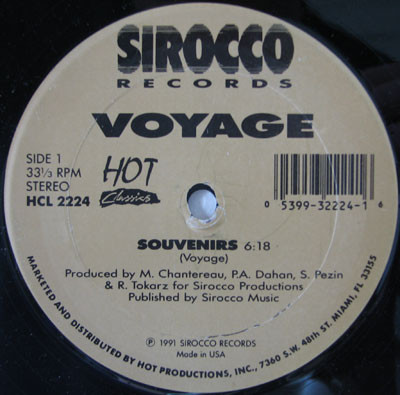 SIROCCO
RECORDS
VOYAGE
SIDE 1
33⅓ RPM
STEREO
HCL 2224
HOT
Classics
0 5399-32224-1 6
SOUVENIRS 6:18
(Voyage)
Produced by M. Chantereau, P.A. Dahan, S. Pezin
& R. Tokarz for Sirocco Productions
Published by Sirocco Music
℗ 1991 SIROCCO RECORDS
Made in USA
MARKETED AND DISTRIBUTED BY HOT PRODUCTIONS, INC., 7360 S.W. 48th ST. MIAMI, FL 33155